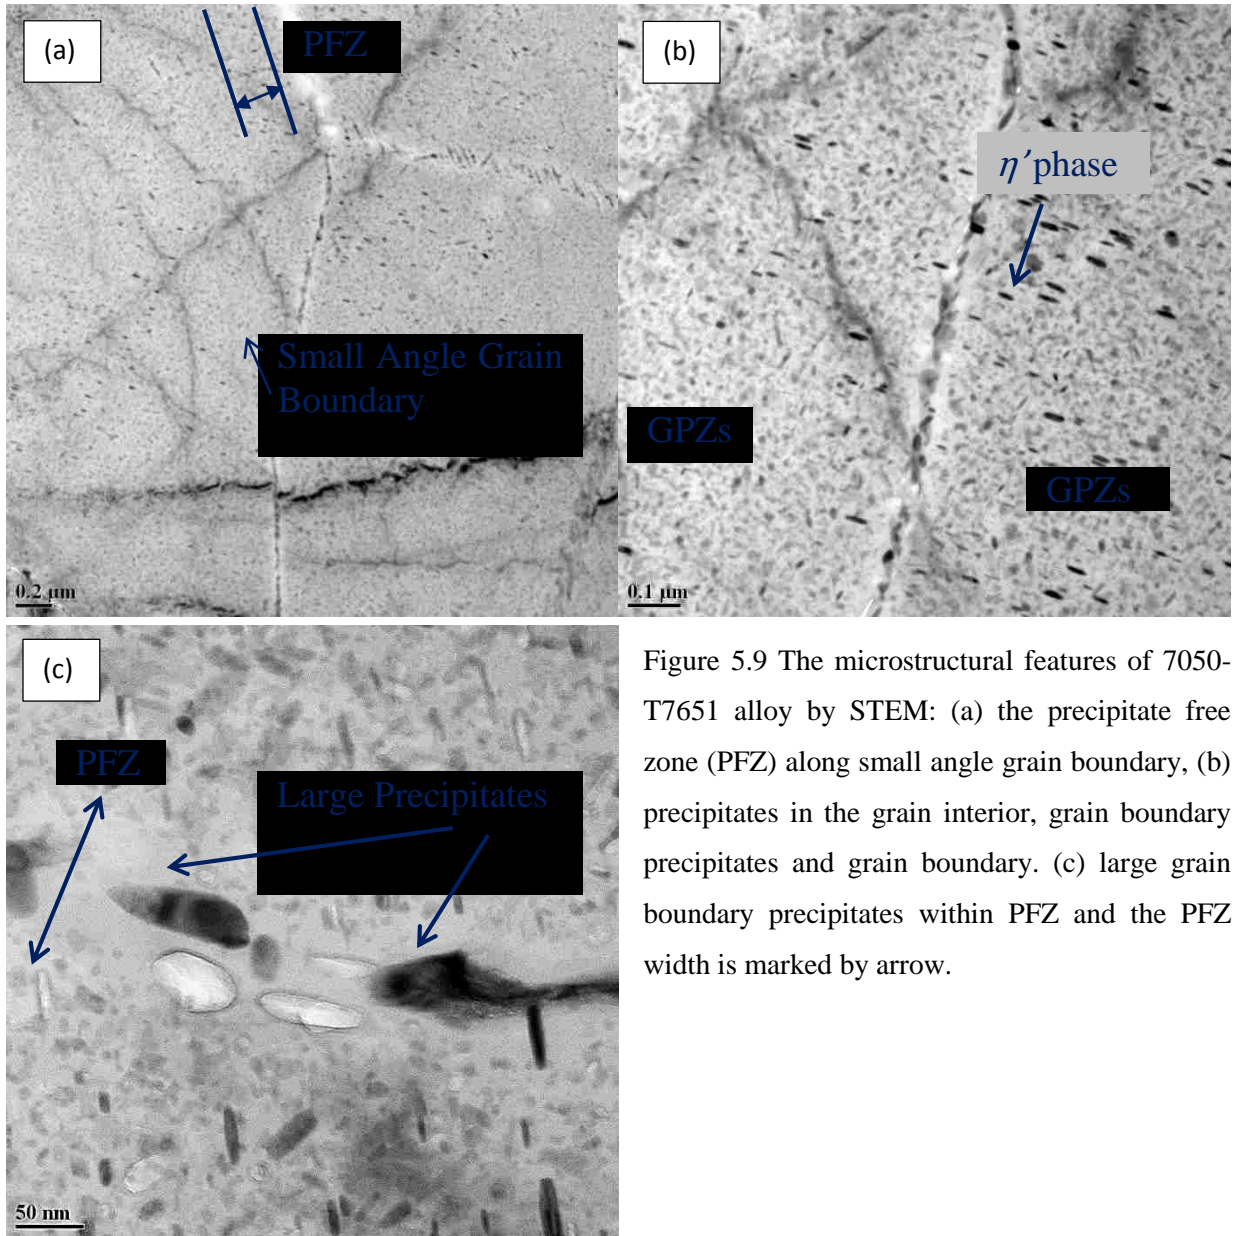 (a)
PFZ
Small Angle Grain
Boundary
0.2 µm
(b)
η’phase
GPZs
GPZs
0.1 µm
(c)
PFZ
Large Precipitates
50 nm
Figure 5.9 The microstructural features of 7050-
T7651 alloy by STEM: (a) the precipitate free
zone (PFZ) along small angle grain boundary, (b)
precipitates in the grain interior, grain boundary
precipitates and grain boundary. (c) large grain
boundary precipitates within PFZ and the PFZ
width is marked by arrow.